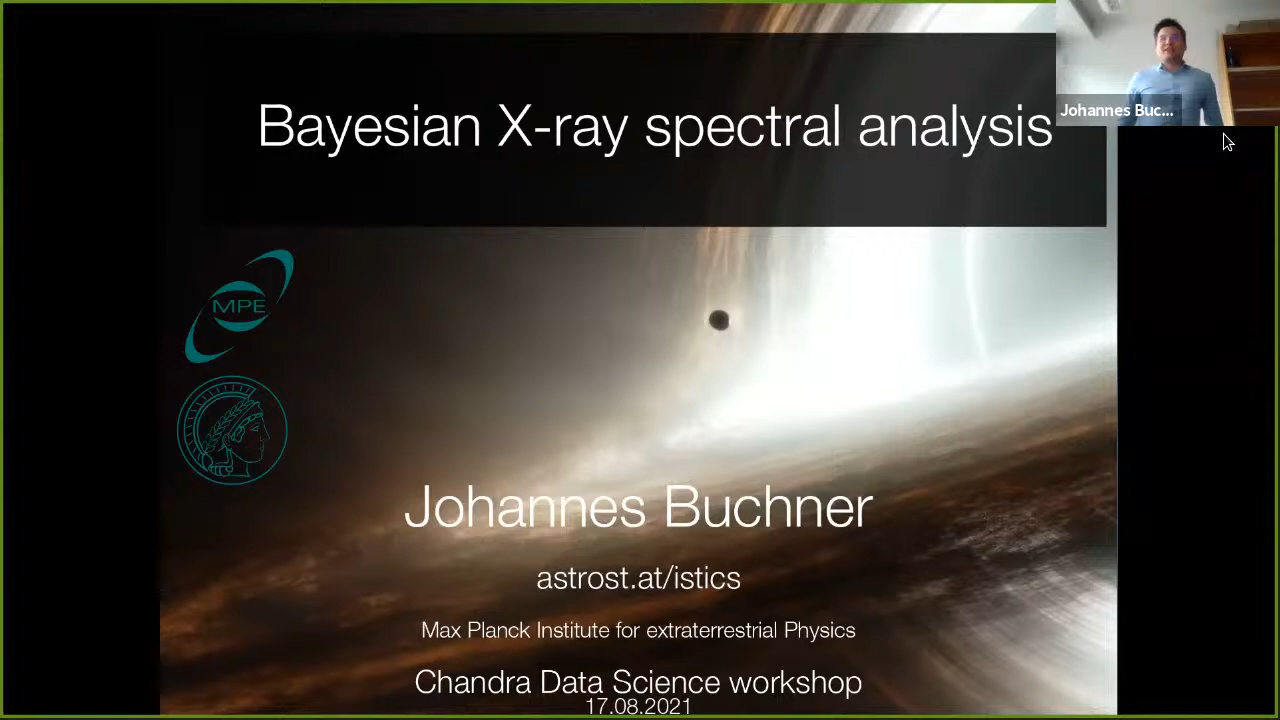 Bayesian X-ray spectral analysis
Johannes Buc...
MPE
Johannes Buchner
astrost.at/istics
Max Planck Institute for extraterrestrial Physics
Chandra Data Science workshop
17.08.2021